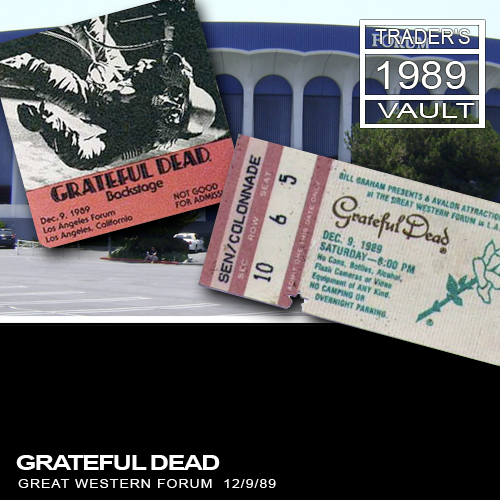 FORUM
TRADER'S
1989
VAULT
GRATEFUL DEAD
Backstage
Dec. 9, 1989
Los Angeles Forum
Los Angeles, California
NOT GOOD
FOR ADMISS
SEN/COLONNADE
10
6
5
SEC
ROW
SEAT
BILL GRAHAM PRESENTS & AVALON ATTRACTI
at THE GREAT WESTERN FORUM in L.A.
Grateful Dead
DEC. 9, 1989
SATURDAY—8:00 PM
No Cans, Bottles, Alcohol,
Flash Cameras or Video
Equipment of ANY Kind.
NO CAMPING OR
OVERNIGHT PARKING.
GRATEFUL DEAD
GREAT WESTERN FORUM 12/9/89